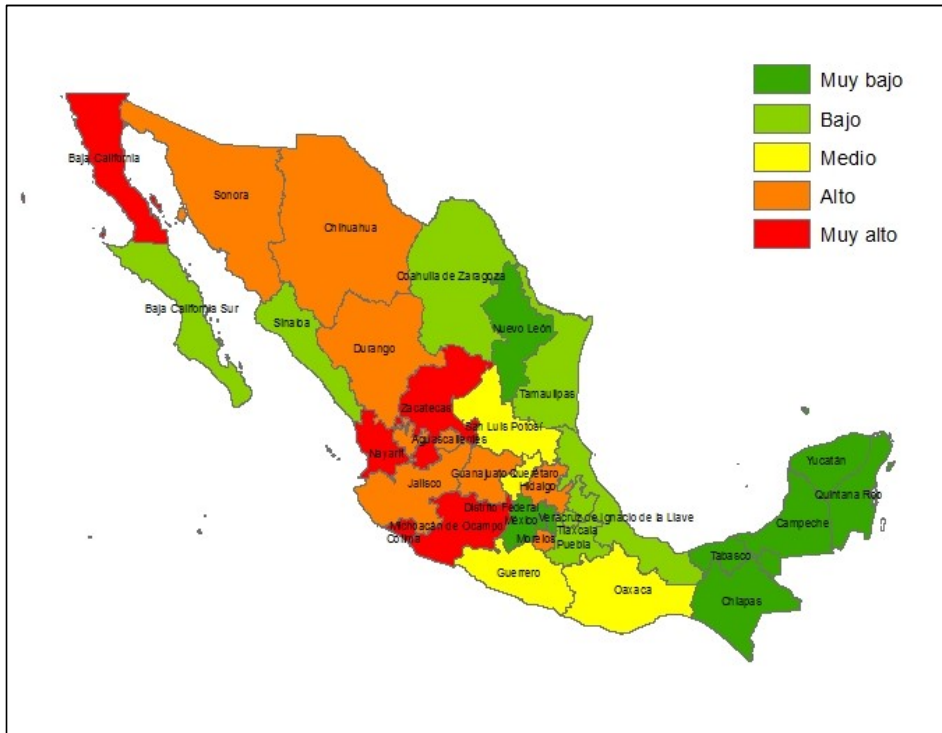 Muy bajo
Bajo
Medio
Alto
Muy alto
Baja California
Sonora
Chihuahua
Coahuila de Zaragoza
Baja California Sur
Sinaloa
Nuevo León
Durango
Tamaulipas
Zacatecas
San Luis Potosí
Aguascalientes
Nayarit
Guanajuato
Querétaro
Hidalgo
Jalisco
Yucatán
Quintana Roo
Campeche
Distrito Federal
México
Veracruz de Ignacio de la Llave
Michoacán de Ocampo
Colima
Tlaxcala
Morelos
Puebla
Tabasco
Guerrero
Oaxaca
Chiapas